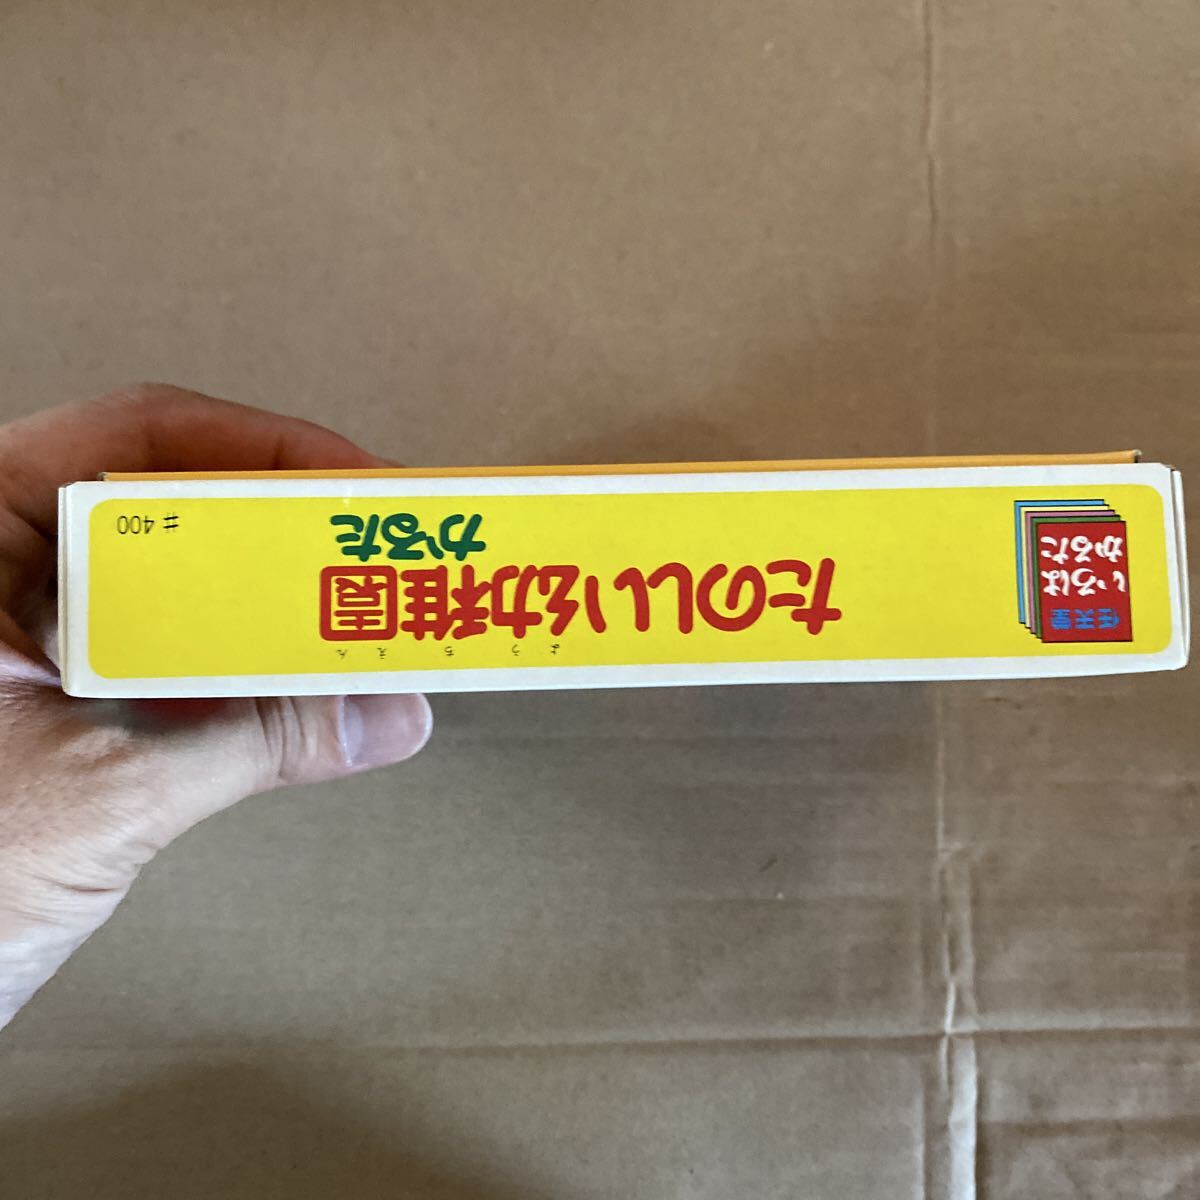 任天堂
いろは
かるた
ようちえん
たのしい幼稚園
かるた
# 400